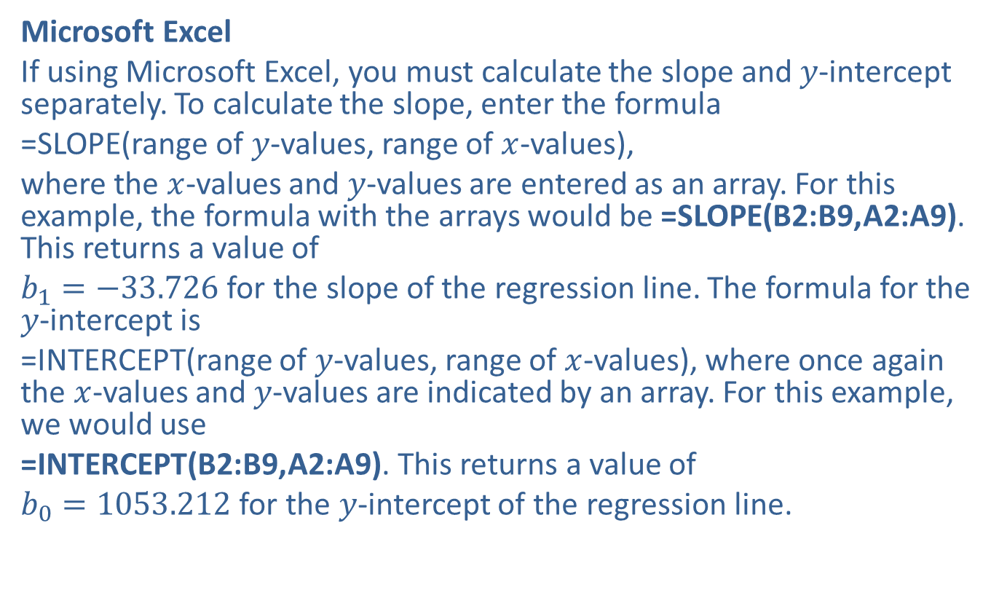 Microsoft Excel
If using Microsoft Excel, you must calculate the slope and y-intercept
separately. To calculate the slope, enter the formula
=SLOPE(range of y-values, range of x-values),
where the x-values and y-values are entered as an array. For this
example, the formula with the arrays would be =SLOPE(B2:B9,A2:A9).
This returns a value of
b₁ = −33.726 for the slope of the regression line. The formula for the
y-intercept is
=INTERCEPT(range of y-values, range of x-values), where once again
the x-values and y-values are indicated by an array. For this example,
we would use
=INTERCEPT(B2:B9,A2:A9). This returns a value of
b₀ = 1053.212 for the y-intercept of the regression line.